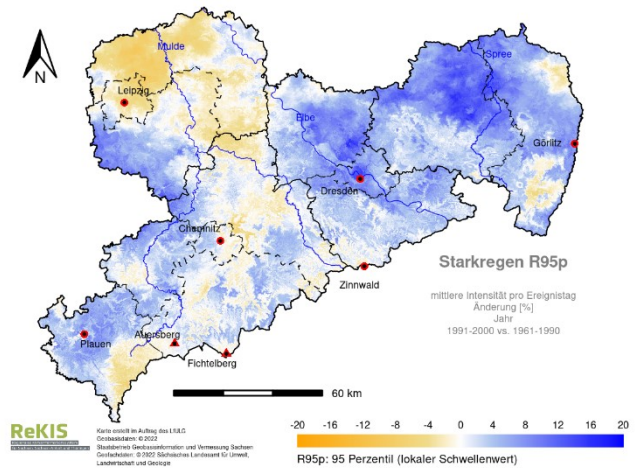 Mulde
Spree
N
Leipzig
Elbe
Görlitz
Dresden
Chemnitz
Starkregen R95p
Zinnwald
mittlere Intensität pro Ereignistag
Änderung [%]
Jahr
1991-2000 vs. 1961-1990
Auersberg
Plauen
Fichtelberg
60 km
ReKIS
Karte erstellt im Auftrag des LfULG
Geobasisdaten: © 2022
Staatsbetrieb Geobasisinformation und Vermessung Sachsen
Geofachdaten: © 2022 Sächsisches Landesamt für Umwelt,
Landwirtschaft und Geologie
-20 -16 -12 -8 -4 0 4 8 12 16 20
R95p: 95 Perzentil (lokaler Schwellenwert)